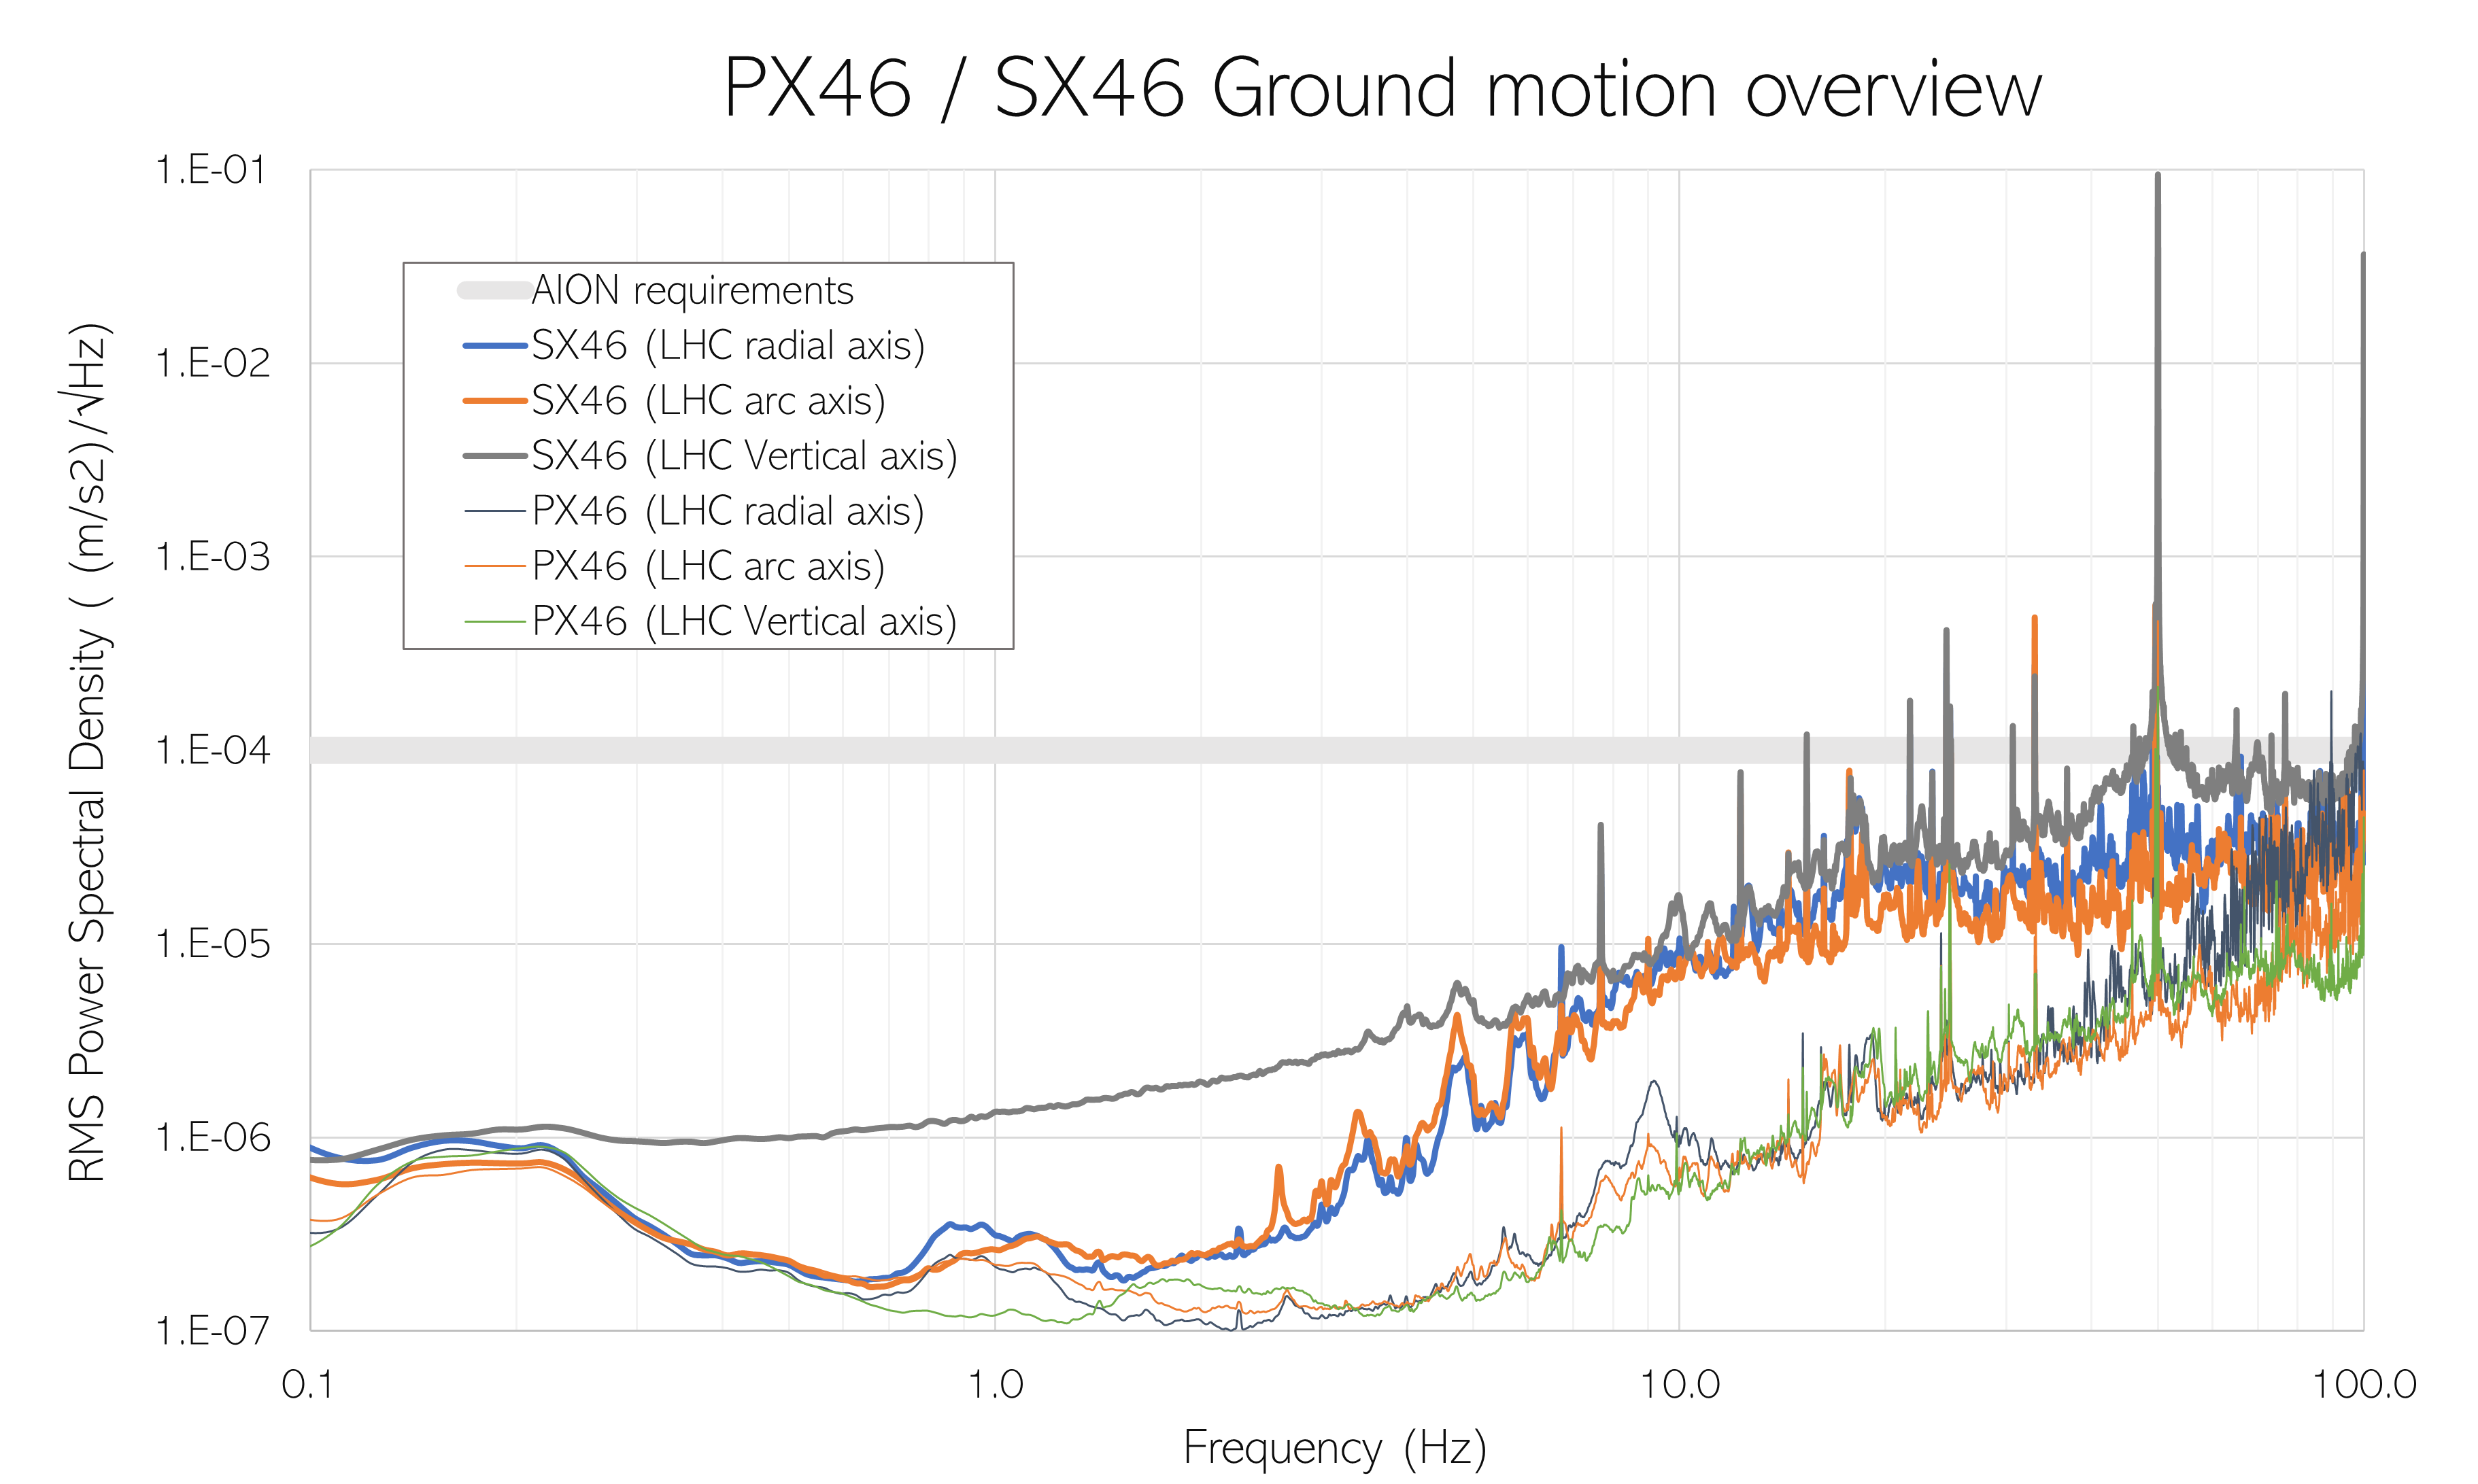 PX46 / SX46 Ground motion overview
1.E-01
1.E-02
1.E-03
1.E-04
1.E-05
1.E-06
1.E-07
RMS Power Spectral Density ( (m/s2)/√Hz)
AION requirements
SX46 (LHC radial axis)
SX46 (LHC arc axis)
SX46 (LHC Vertical axis)
PX46 (LHC radial axis)
PX46 (LHC arc axis)
PX46 (LHC Vertical axis)
0.1
1.0
10.0
100.0
Frequency (Hz)